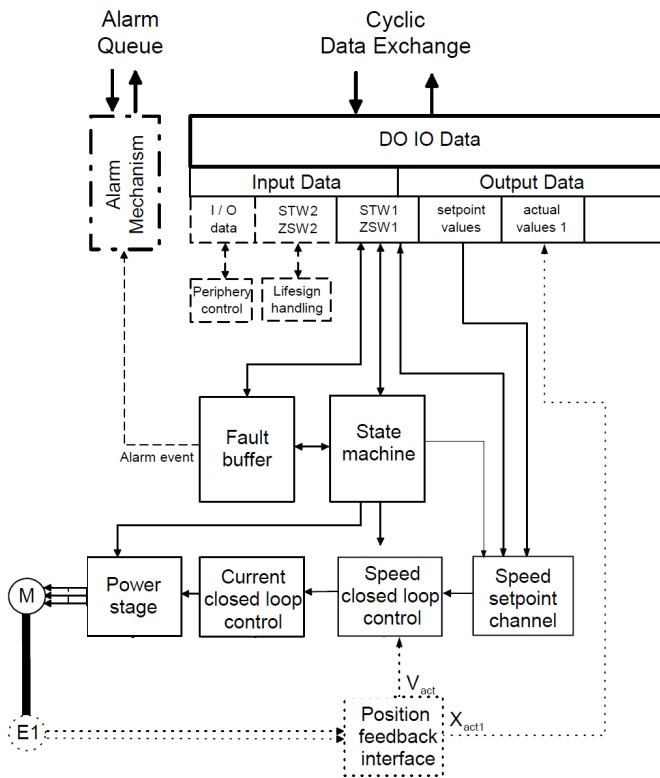 Alarm
Queue
Cyclic
Data Exchange
Alarm
Mechanism
DO IO Data
Input Data
Output Data
I / O
data
STW2
ZSW2
STW1
ZSW1
setpoint
values
actual
values 1
Periphery
control
Lifesign
handling
Fault
buffer
State
machine
Alarm event
M
Power
stage
Current
closed loop
control
Speed
closed loop
control
Speed
setpoint
channel
Vact
E1
Position
feedback
interface
Xact1